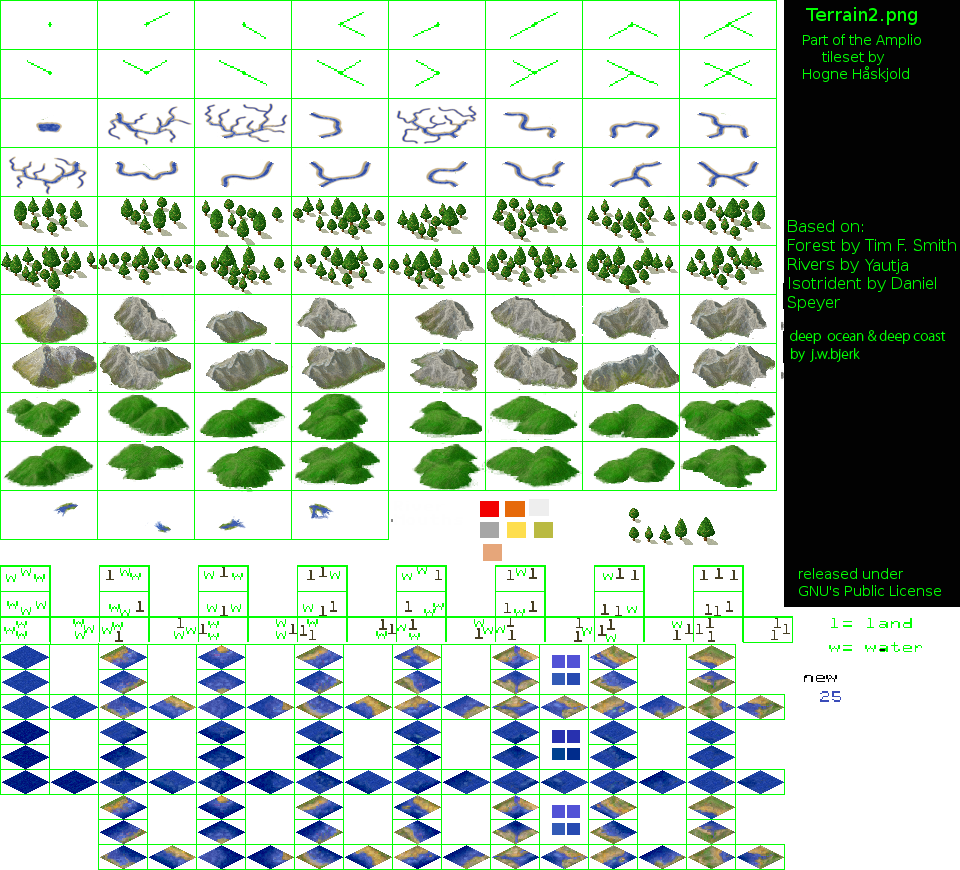 Terrain2.png
Part of the Amplio
tileset by
Hogne Håskjold
Based on:
Forest by Tim F. Smith
Rivers by Yautja
Isotrident by Daniel
Speyer
deep ocean & deep coast
by j.w.bjerk
released under
GNU's Public License
l= land
w= water
new
25